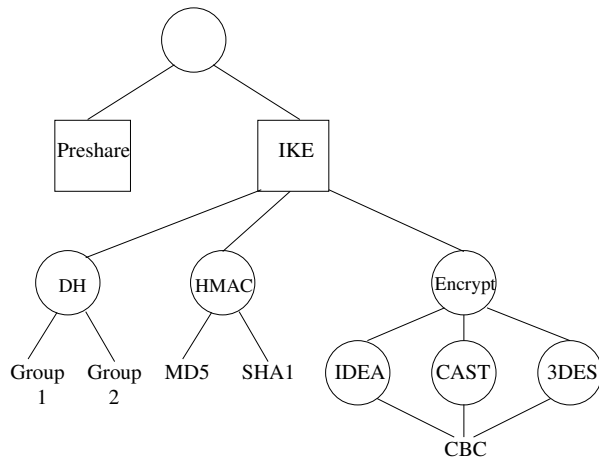 Preshare
IKE
DH
HMAC
Encrypt
Group
1
Group
2
MD5
SHA1
IDEA
CAST
3DES
CBC